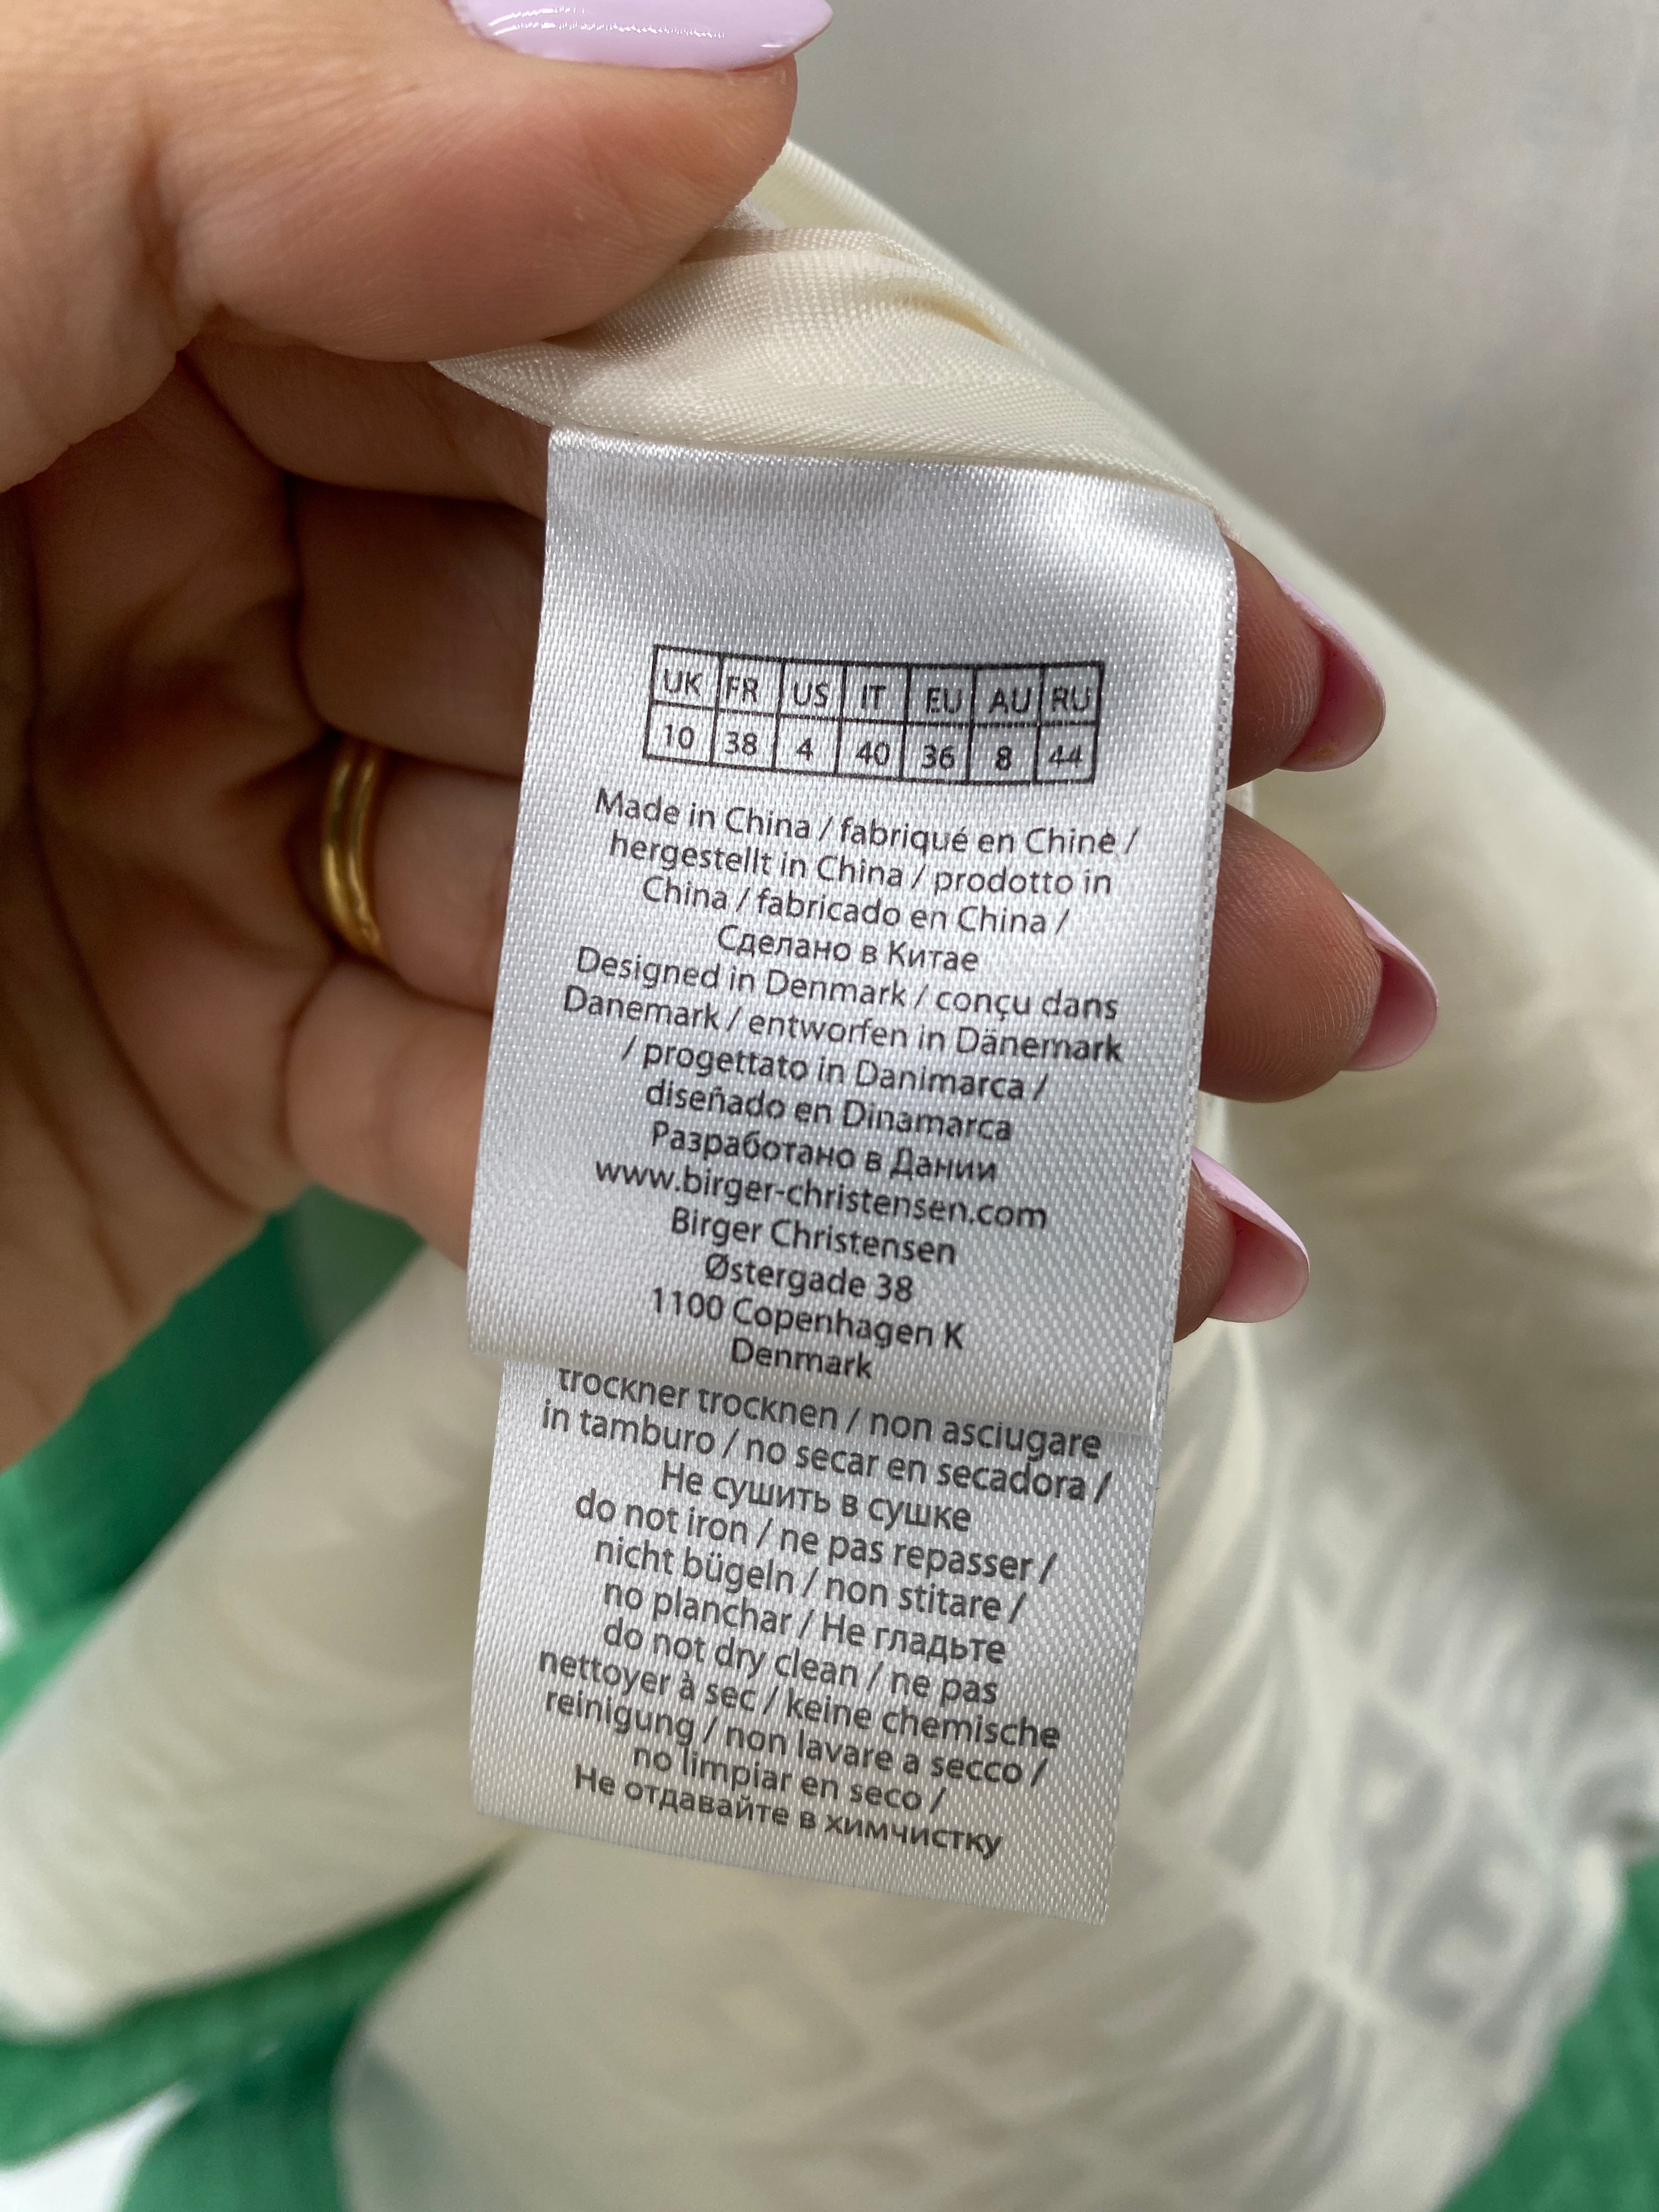 UK FR US IT EU AU RU
10 38 4 40 36 8 44
Made in China / fabriqué en Chine /
hergestellt in China / prodotto in
China / fabricado en China /
Сделано в Китае
Designed in Denmark / conçu dans
Danemark / entworfen in Dänemark
/ progettato in Danimarca /
diseñado en Dinamarca
Разработано в Дании
www.birger-christensen.com
Birger Christensen
Østergade 38
1100 Copenhagen K
Denmark
trockner trocknen / non asciugare
in tamburo / no secar en secadora /
Не сушить в сушке
do not iron / ne pas repasser /
nicht bügeln / non stitare /
no planchar / Не гладьте
do not dry clean / ne pas
nettoyer à sec / keine chemische
reinigung / non lavare a secco /
no limpiar en seco /
Не отдавайте в химчистку